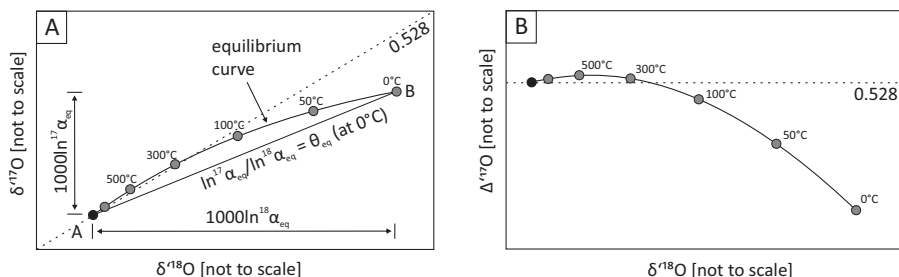 A
equilibrium
curve
0.528
0°C
B
50°C
100°C
300°C
500°C
A
ln¹⁷α_eq/ln¹⁸α_eq = θ_eq (at 0°C)
1000ln¹⁷α_eq
1000ln¹⁸α_eq
δ'¹⁷O [not to scale]
δ'¹⁸O [not to scale]
B
500°C
300°C
0.528
100°C
50°C
0°C
Δ'¹⁷O [not to scale]
δ'¹⁸O [not to scale]